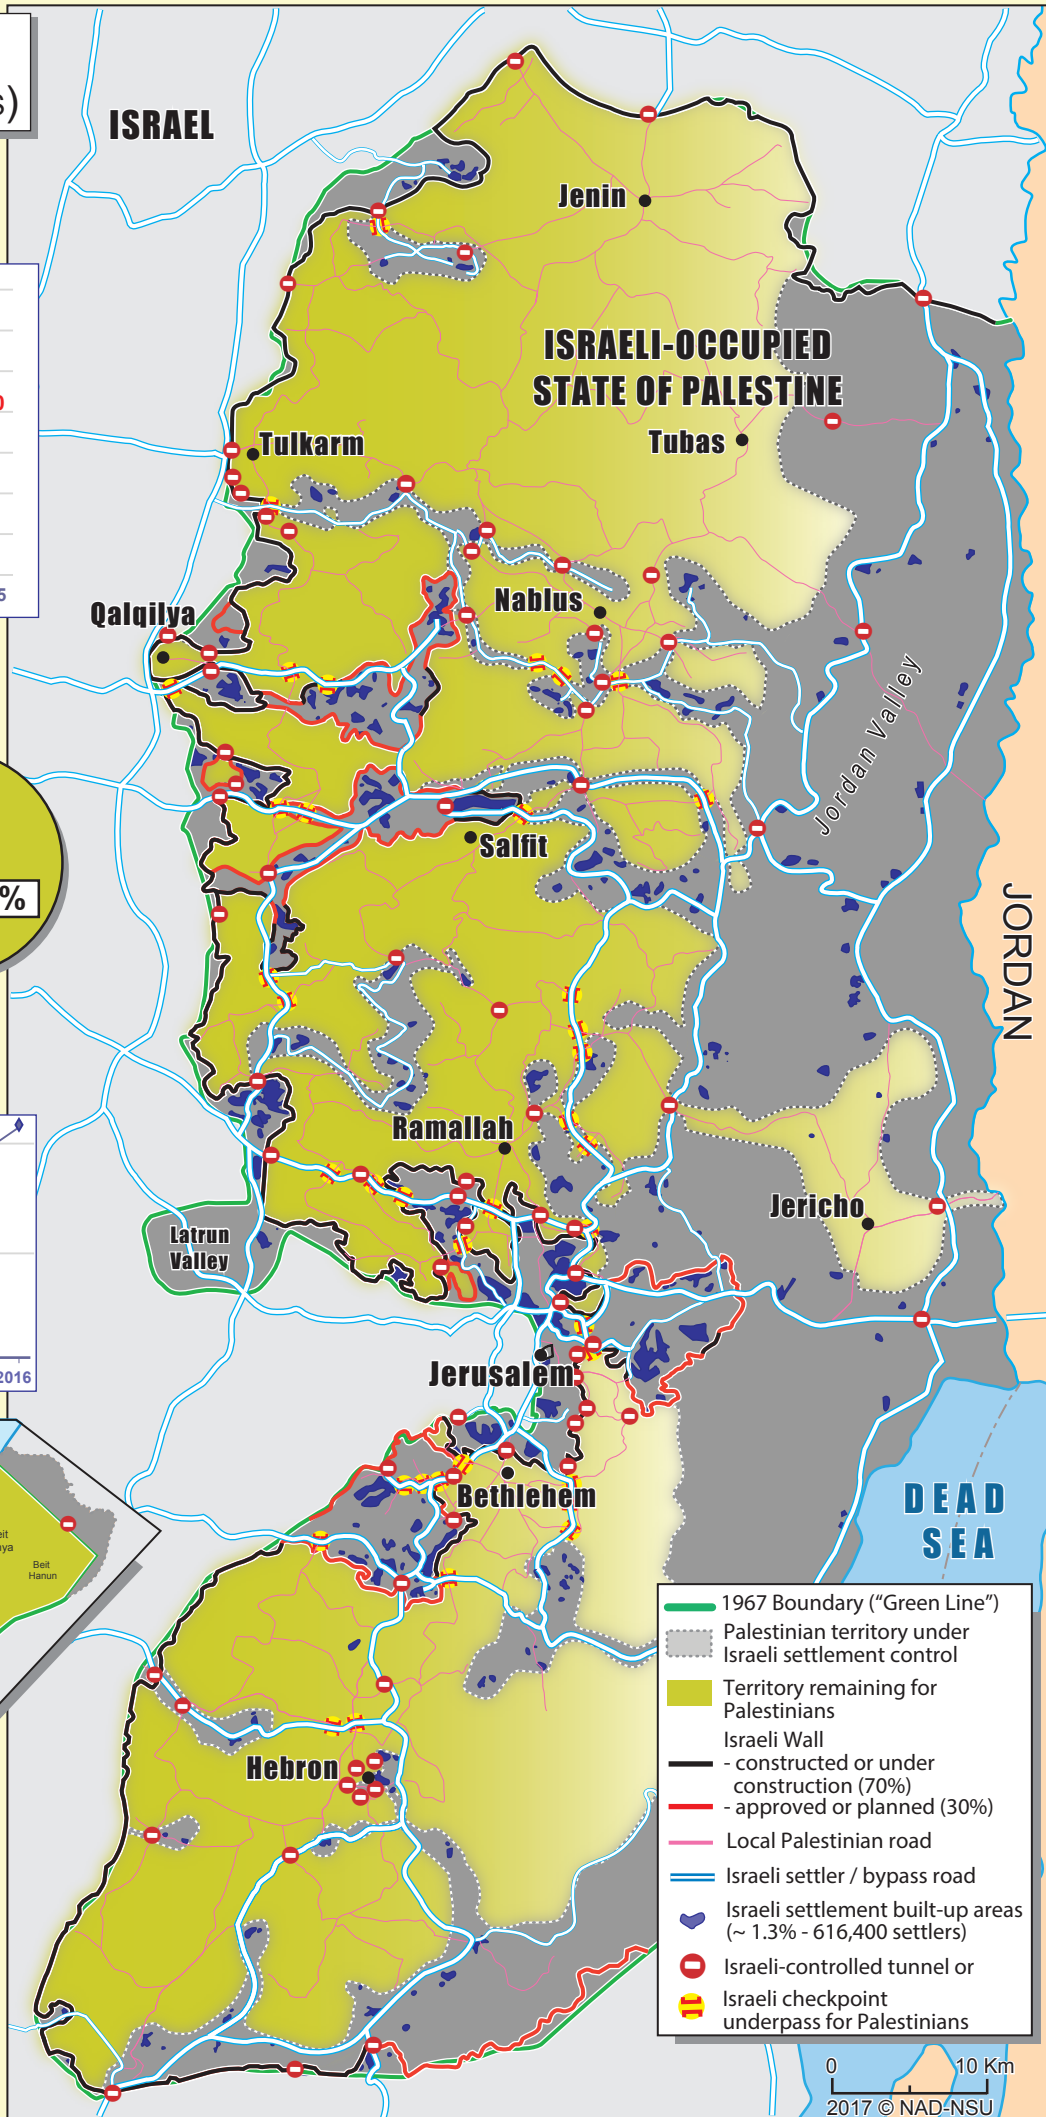 s)
ISRAEL
Jenin
ISRAELI-OCCUPIED
STATE OF PALESTINE
Tubas
Tulkarm
0
5
Qalqilya
Nablus
Jordan Valley
Salfit
%
JORDAN
Ramallah
Jericho
Latrun
Valley
2016
Jerusalem
Bethlehem
DEAD
SEA
Beit
Hanun
Hebron
1967 Boundary (“Green Line”)
Palestinian territory under
Israeli settlement control
Territory remaining for
Palestinians
Israeli Wall
- constructed or under
construction (70%)
- approved or planned (30%)
Local Palestinian road
Israeli settler / bypass road
Israeli settlement built-up areas
(~ 1.3% - 616,400 settlers)
Israeli-controlled tunnel or
Israeli checkpoint
underpass for Palestinians
0 10 Km
2017 © NAD-NSU